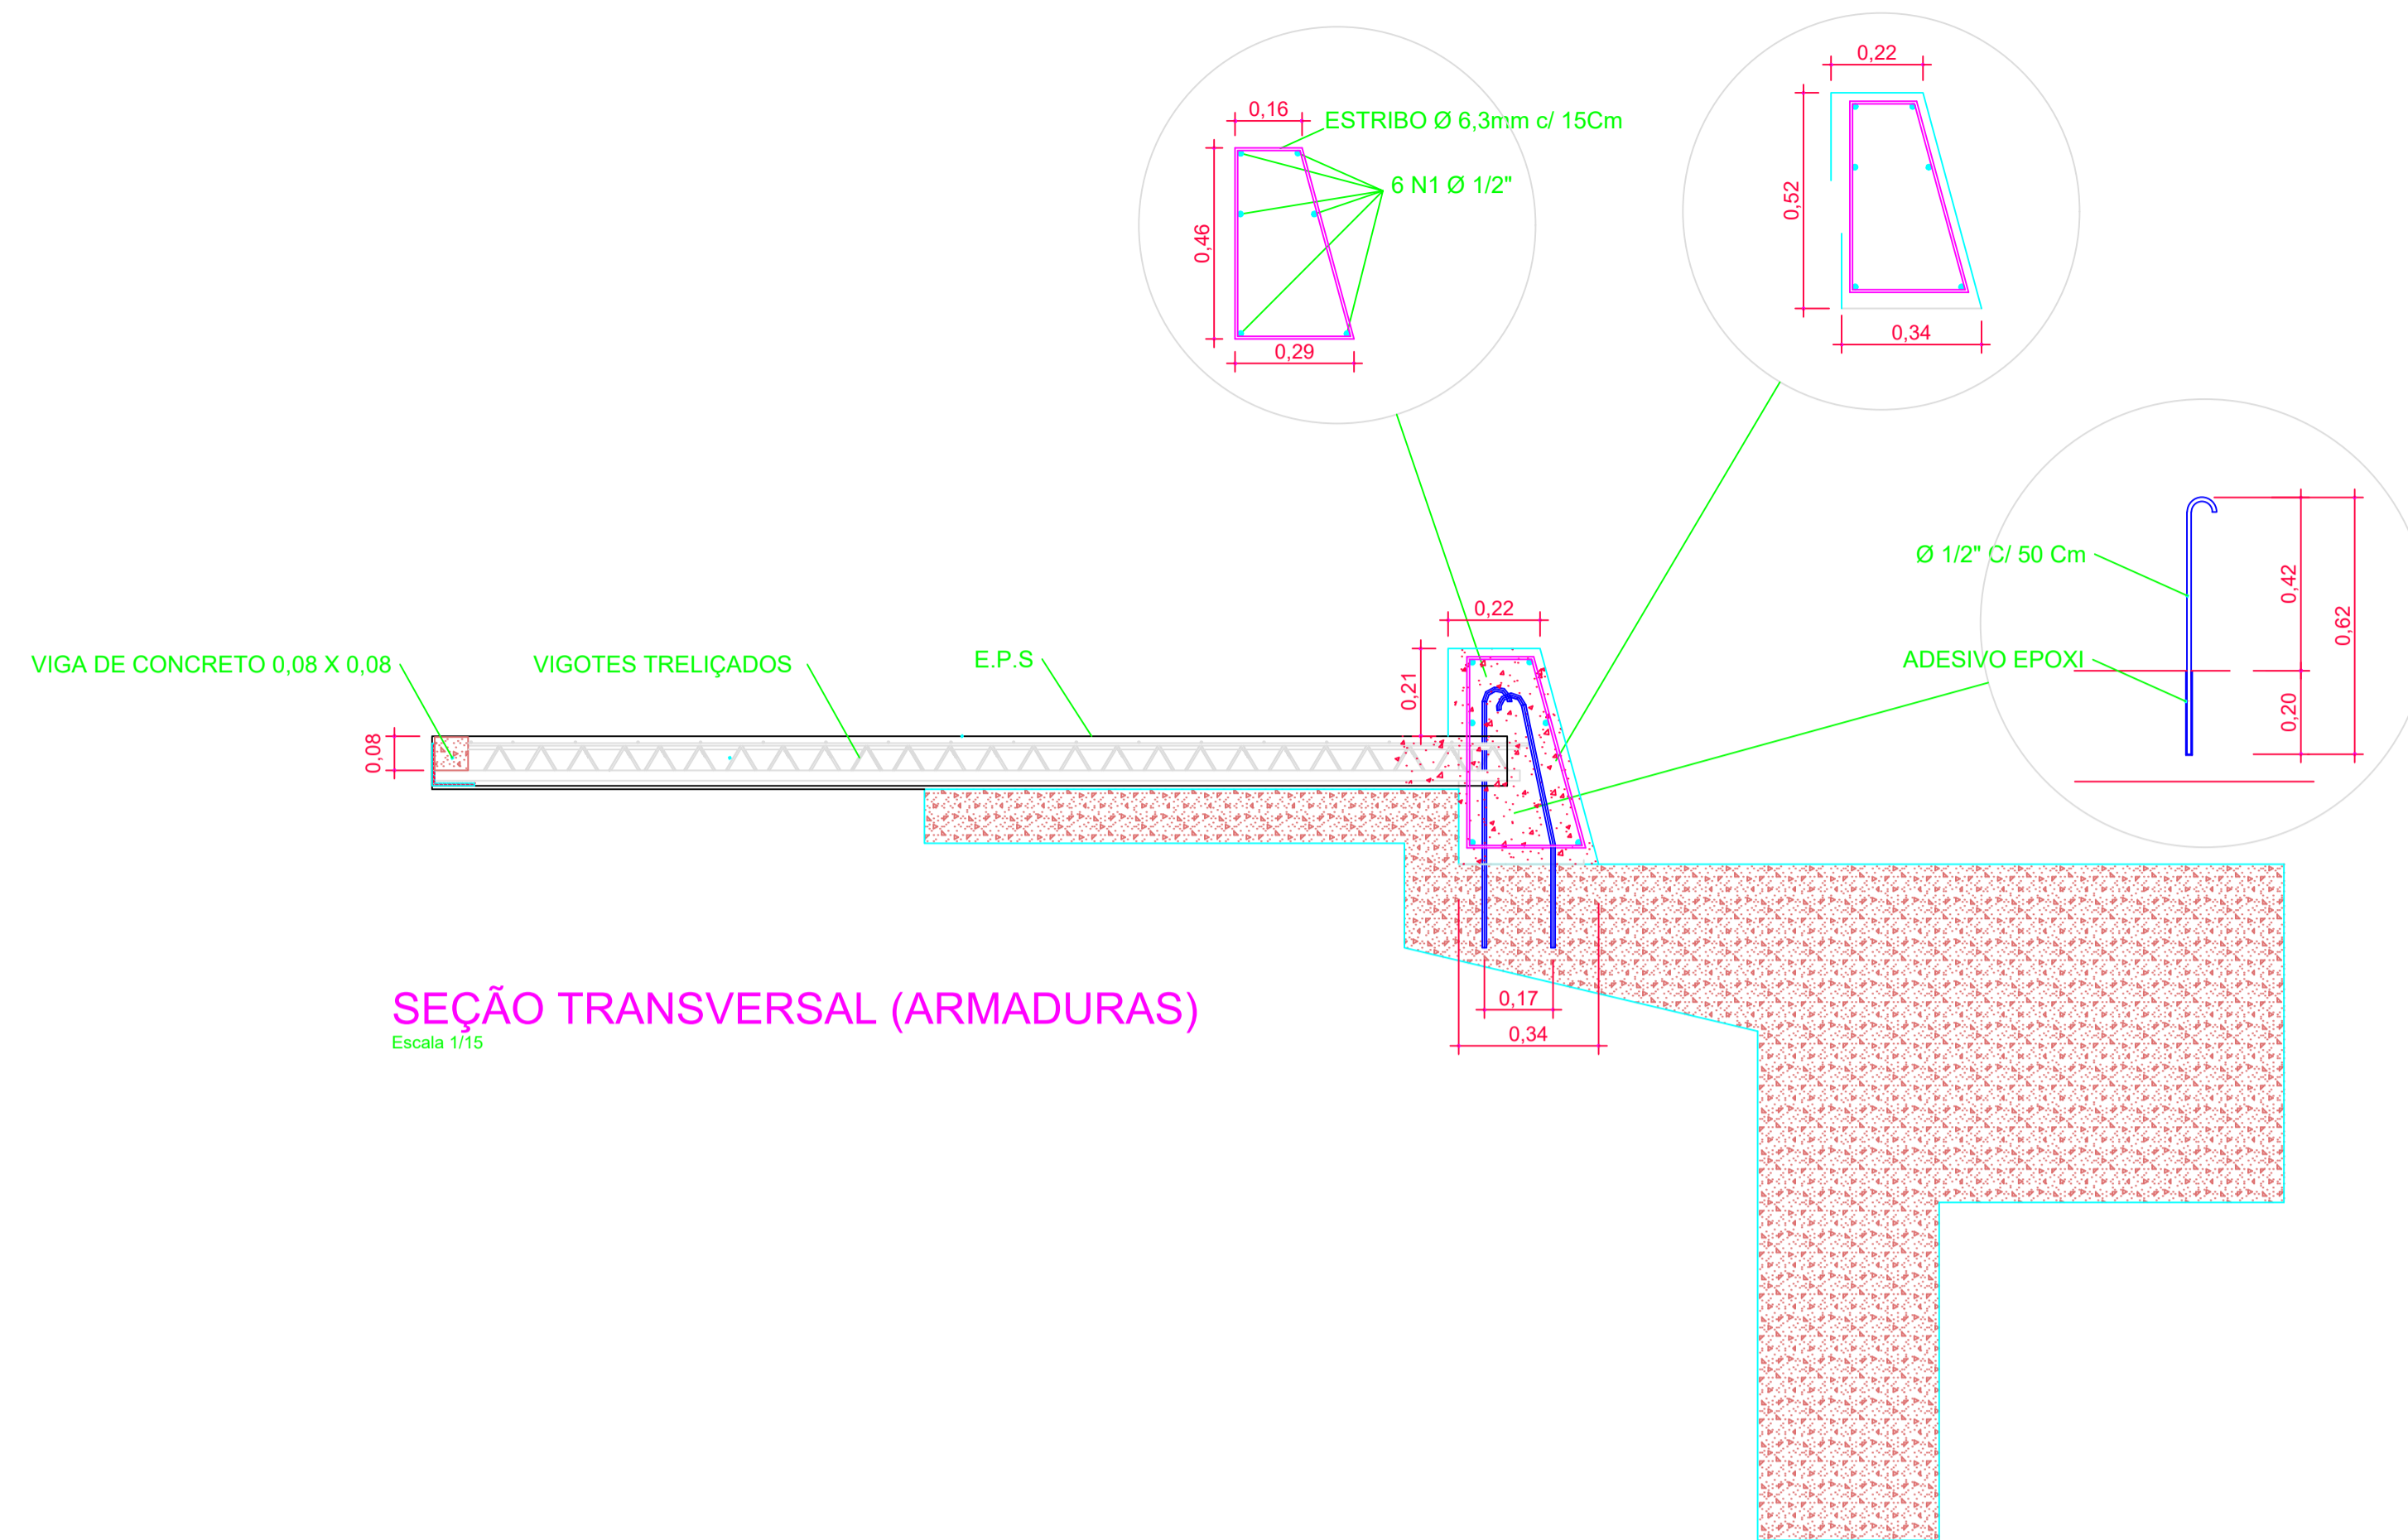 0,22
0,16
ESTRIBO Ø 6,3mm c/ 15Cm
6 N1 Ø 1/2"
0,52
0,46
0,34
0,29
Ø 1/2" C/ 50 Cm
0,42
0,62
ADESIVO EPOXI
0,20
0,22
0,21
VIGA DE CONCRETO 0,08 X 0,08
VIGOTES TRELIÇADOS
E.P.S
0,08
0,17
0,34
SEÇÃO TRANSVERSAL (ARMADURAS)
Escala 1/15